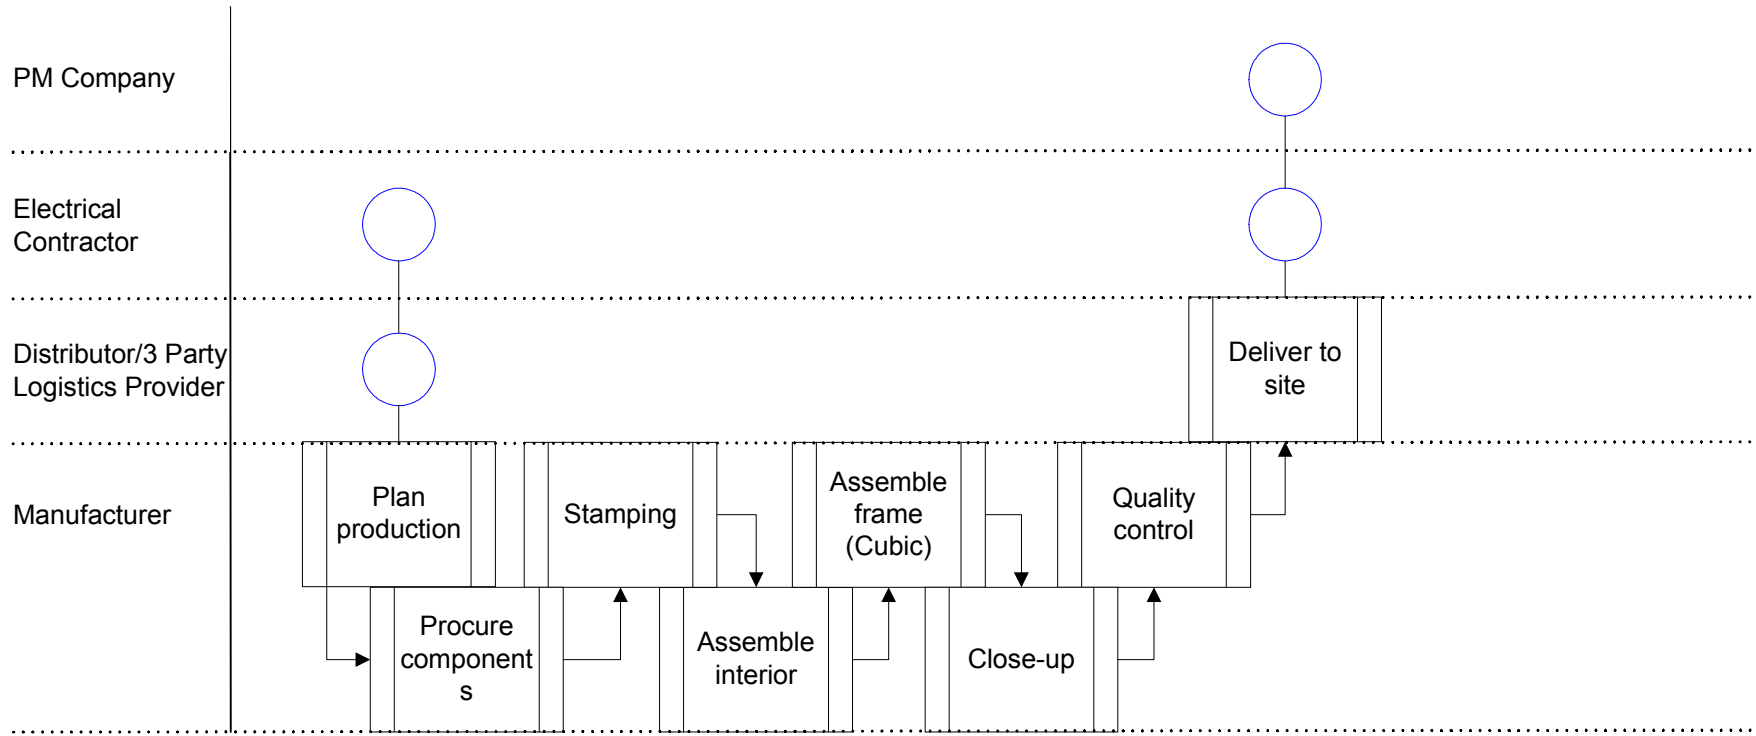 PM Company
Electrical
Contractor
Distributor/3 Party
Logistics Provider
Deliver to
site
Manufacturer
Plan
production
Stamping
Assemble
frame
(Cubic)
Quality
control
Procure
component
s
Assemble
interior
Close-up